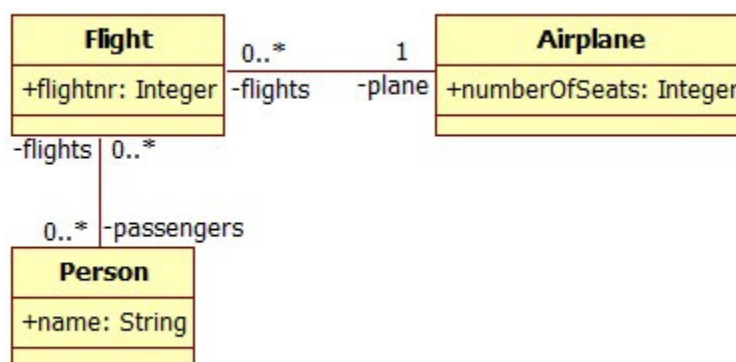 Flight
+flightnr: Integer
0..*
-flights
1
-plane
Airplane
+numberOfSeats: Integer
-flights
0..*
0..*
-passengers
Person
+name: String